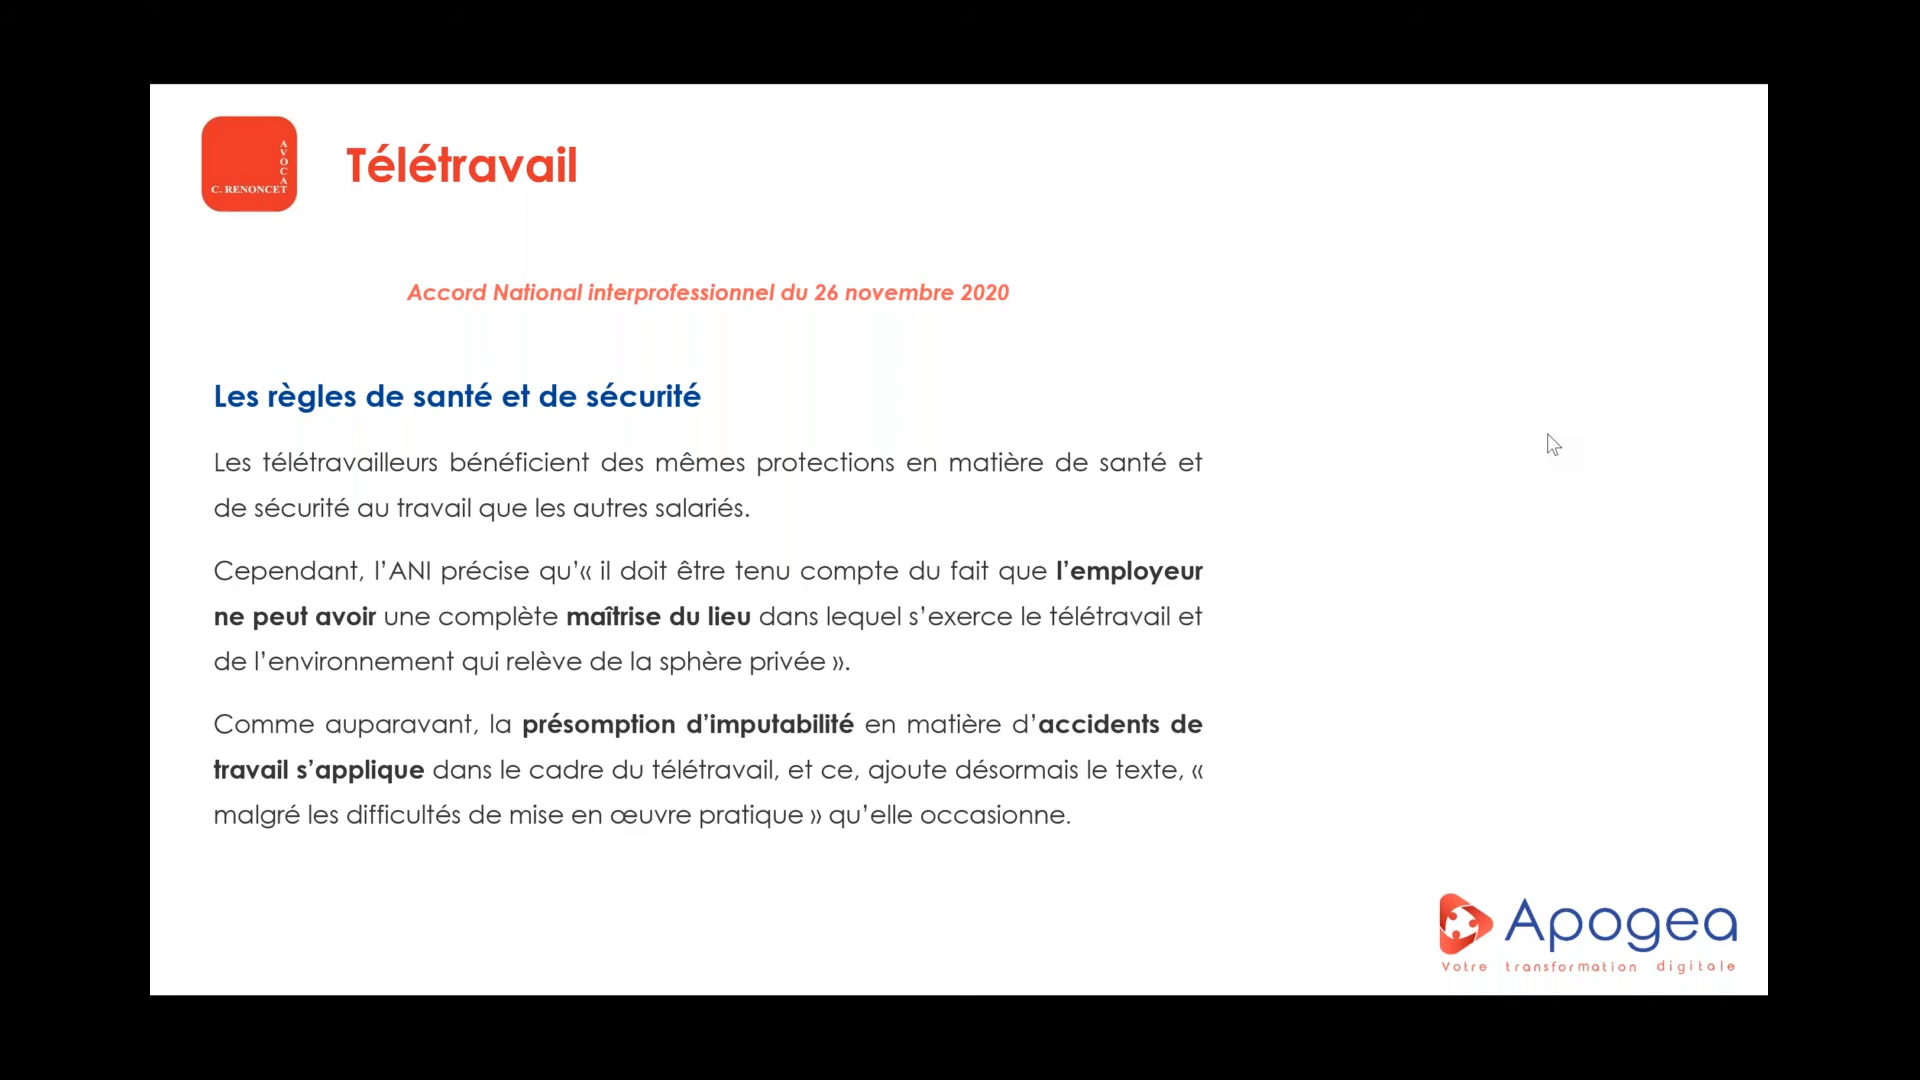 AVOCAT
C. RENONCET
Télétravail
Accord National interprofessionnel du 26 novembre 2020
Les règles de santé et de sécurité
Les télétravailleurs bénéficient des mêmes protections en matière de santé et
de sécurité au travail que les autres salariés.
Cependant, l’ANI précise qu’« il doit être tenu compte du fait que l’employeur
ne peut avoir une complète maîtrise du lieu dans lequel s’exerce le télétravail et
de l’environnement qui relève de la sphère privée ».
Comme auparavant, la présomption d’imputabilité en matière d’accidents de
travail s’applique dans le cadre du télétravail, et ce, ajoute désormais le texte, «
malgré les difficultés de mise en œuvre pratique » qu’elle occasionne.
Apogea
Votre transformation digitale